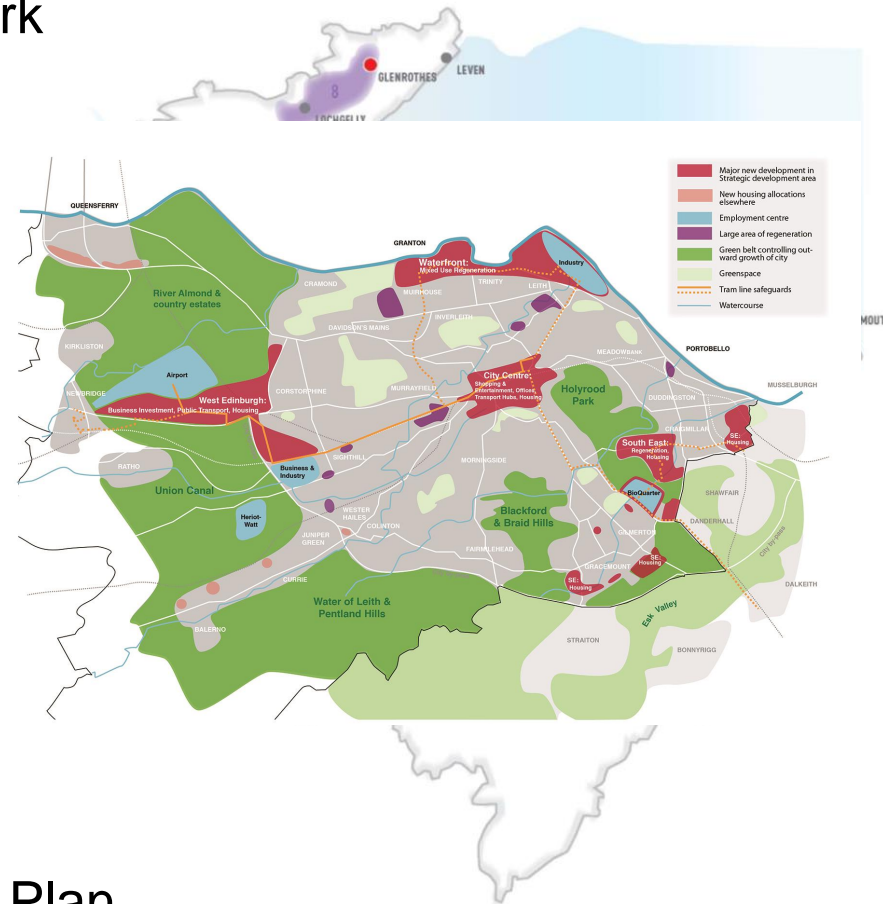 rk
GLENROTHES
LEVEN
8
LOCHGELLY
Major new development in
Strategic development area
New housing allocations
elsewhere
Employment centre
Large area of regeneration
Green belt controlling out-
ward growth of city
Greenspace
Tram line safeguards
Watercourse
MOUT
QUEENSFERRY
GRANTON
Waterfront:
Mixed Use Regeneration
Industry
CRAMOND
MUIRHOUSE
TRINITY
LEITH
River Almond &
country estates
DAVIDSON'S MAINS
INVERLEITH
KIRKLISTON
PORTOBELLO
MEADOWBANK
Airport
City Centre:
Shopping &
Entertainment, Offices,
Transport Hubs, Housing
MUSSELBURGH
NEWBRIDGE
West Edinburgh:
Business Investment, Public Transport, Housing
CORSTORPHINE
MURRAYFIELD
Holyrood
Park
DUDDINGSTON
CRAIGMILLAR
SE:
Housing
South East:
Regeneration,
Housing
RATHO
SIGHTHILL
Business &
Industry
MORNINGSIDE
Union Canal
BioQuarter
SHAWFAIR
Heriot-
Watt
WESTER
HAILES
COLINTON
Blackford
& Braid Hills
DANDERHALL
JUNIPER
GREEN
GILMERTON
City By-pass
FAIRMILEHEAD
SE:
Housing
GRACEMOUNT
CURRIE
SE:
Housing
DALKEITH
Water of Leith &
Pentland Hills
Esk Valley
BALERNO
STRAITON
BONNYRIGG
Plan